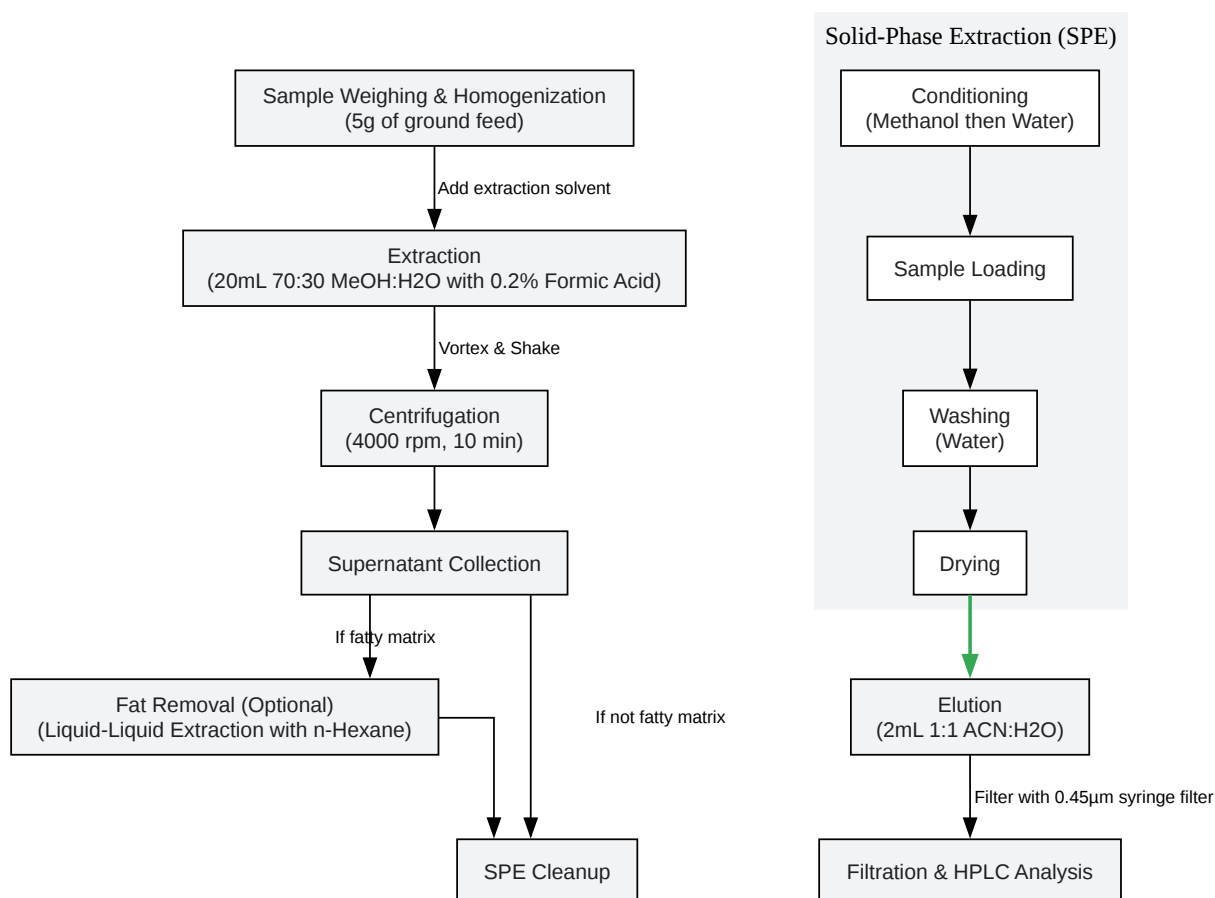 Sample Weighing & Homogenization
(5g of ground feed)
Add extraction solvent
Extraction
(20mL 70:30 MeOH:H2O with 0.2% Formic Acid)
Vortex & Shake
Centrifugation
(4000 rpm, 10 min)
Supernatant Collection
If fatty matrix
Fat Removal (Optional)
(Liquid-Liquid Extraction with n-Hexane)
If not fatty matrix
SPE Cleanup
Solid-Phase Extraction (SPE)
Conditioning
(Methanol then Water)
Sample Loading
Washing
(Water)
Drying
Elution
(2mL 1:1 ACN:H2O)
Filter with 0.45µm syringe filter
Filtration & HPLC Analysis